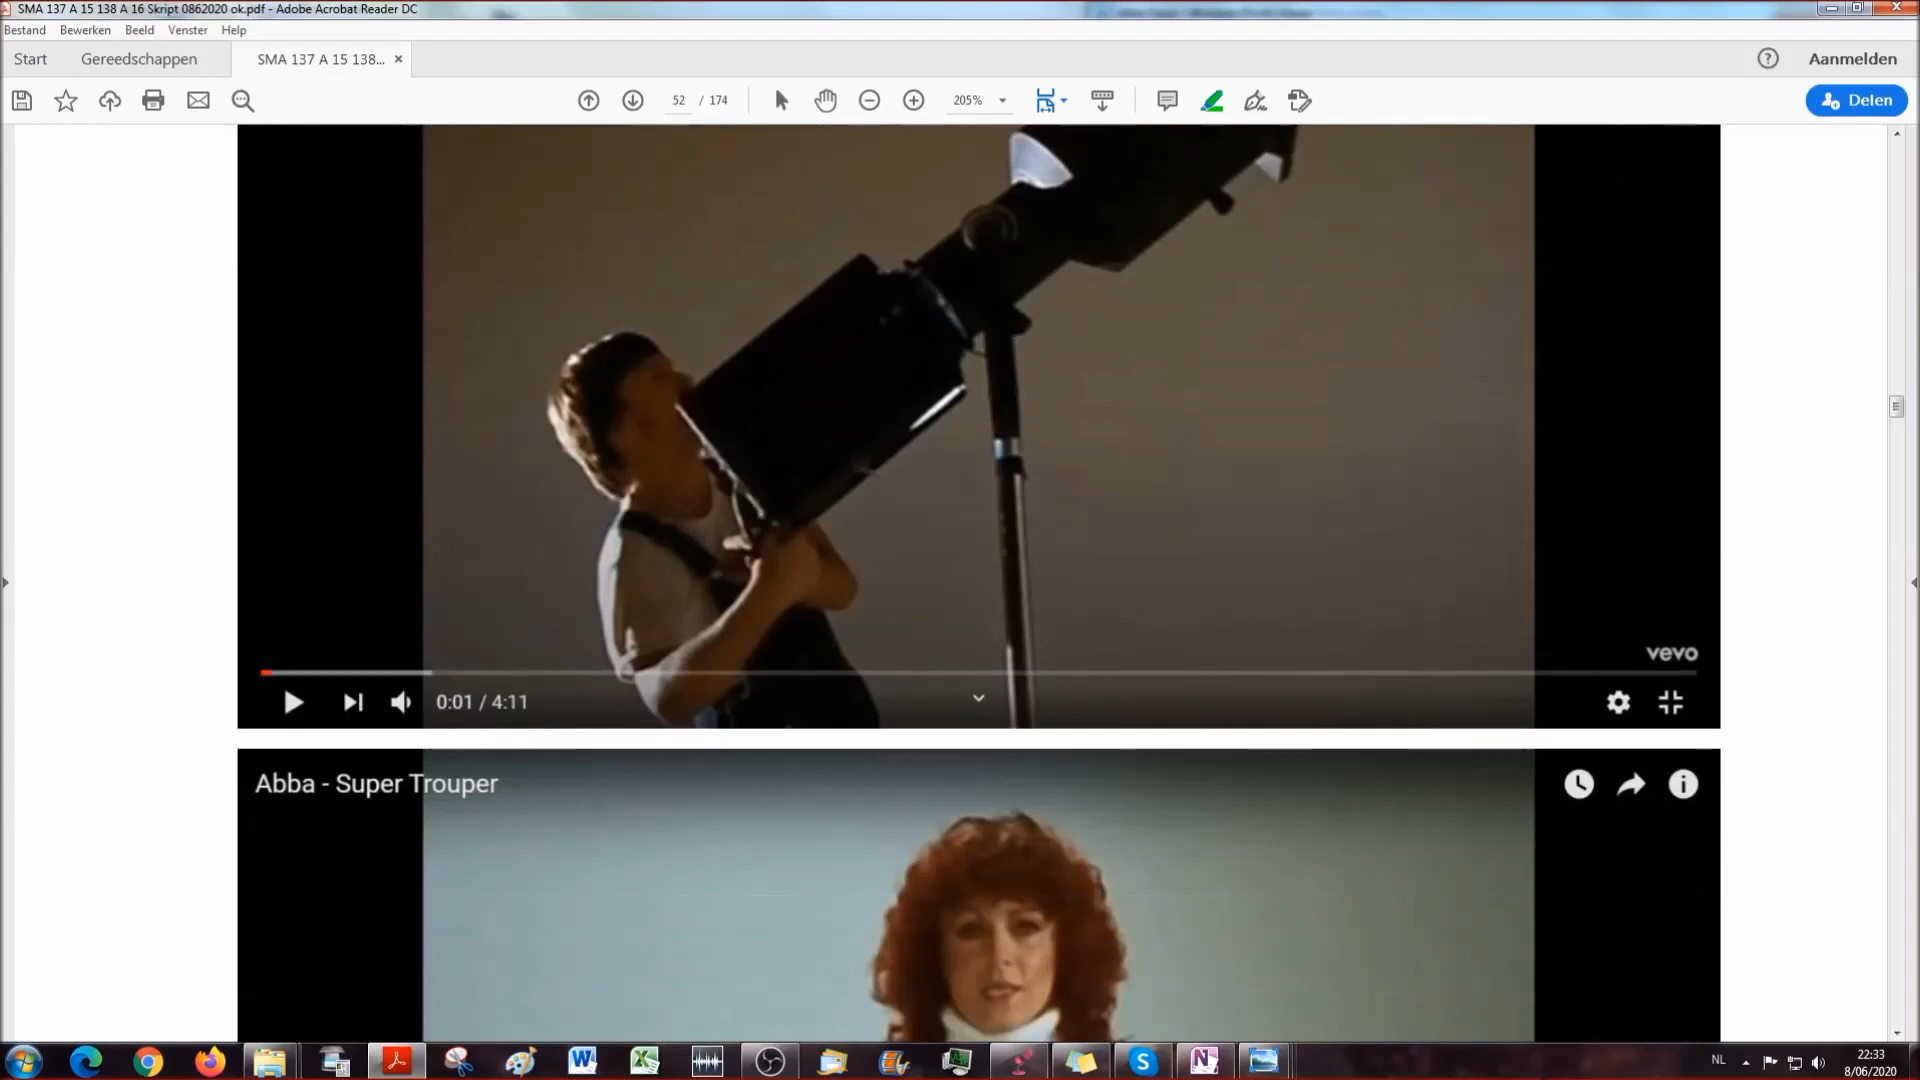 SMA 137 A 15 138 A 16 Skript 0862020 ok.pdf - Adobe Acrobat Reader DC
Bestand Bewerken Beeld Venster Help
Start Gereedschappen SMA 137 A 15 138... × Aanmelden
52 / 174 205% Delen
vevo
0:01 / 4:11
Abba - Super Trouper
NL 22:33
8/06/2020